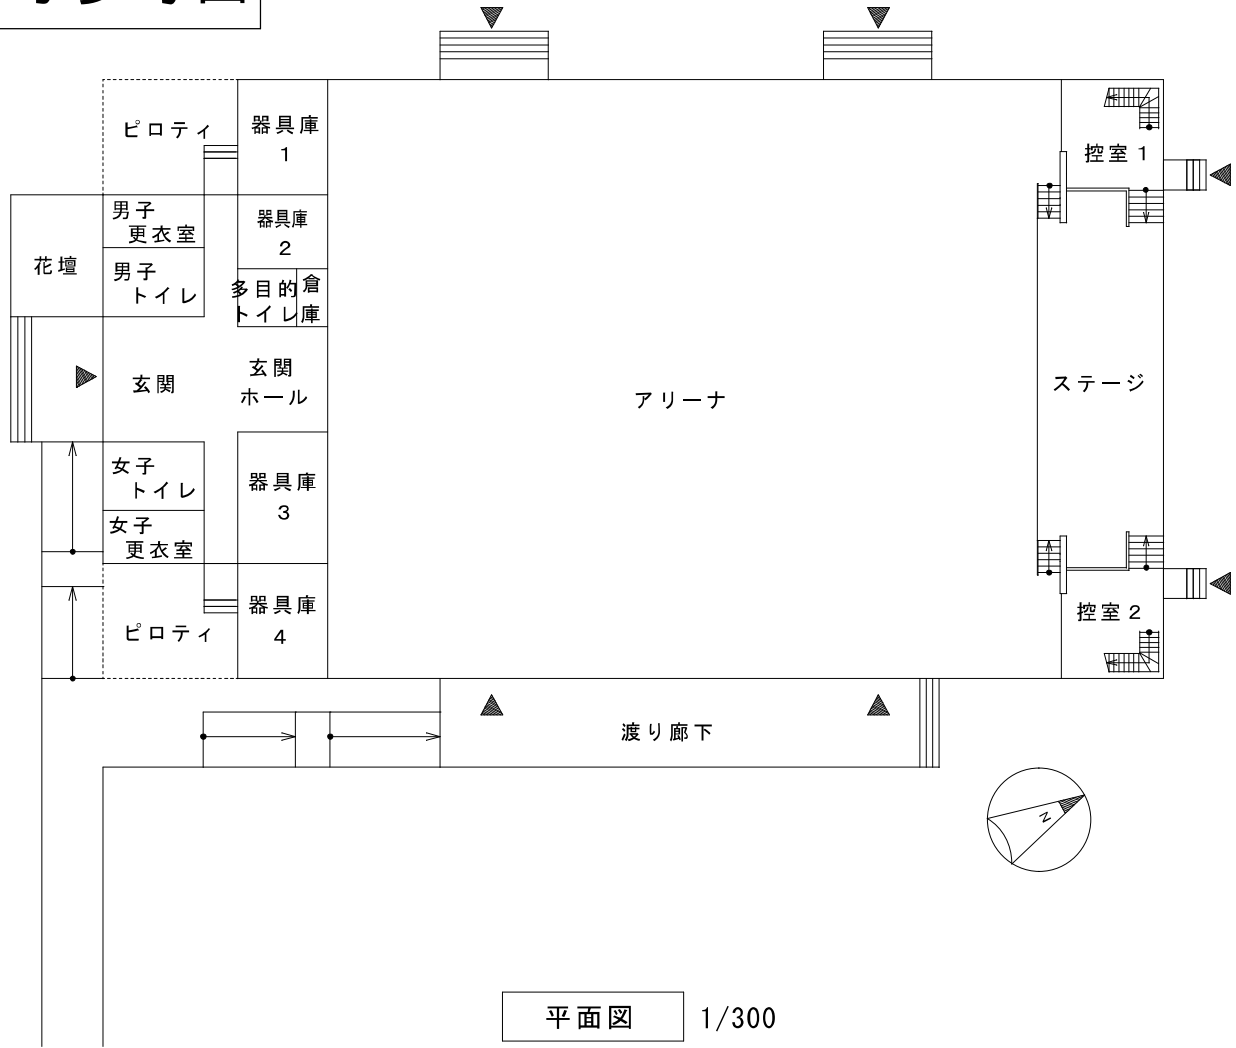 ピロティ
器具庫
1
控室1
男子
更衣室
器具庫
2
花壇
男子
トイレ
多目的
トイレ
倉
庫
玄関
玄関
ホール
アリーナ
ステージ
女子
トイレ
器具庫
3
女子
更衣室
ピロティ
器具庫
4
控室2
渡り廊下
N
平面図 1/300